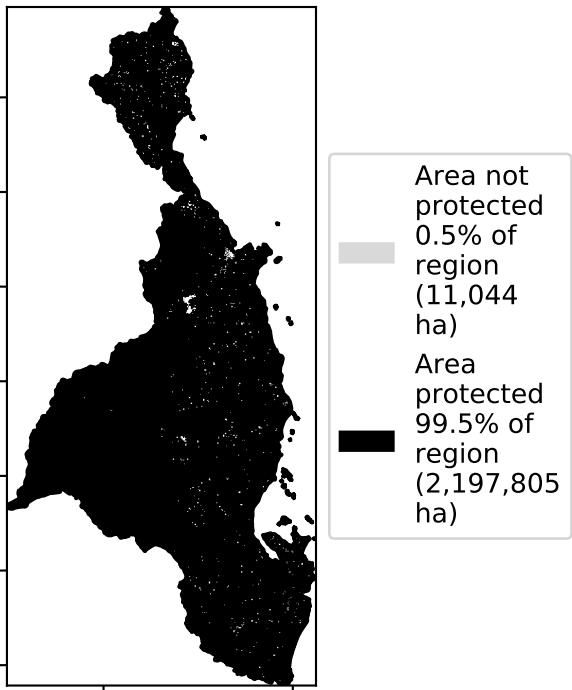 Area not
protected
0.5% of
region
(11,044
ha)
Area
protected
99.5% of
region
(2,197,805
ha)